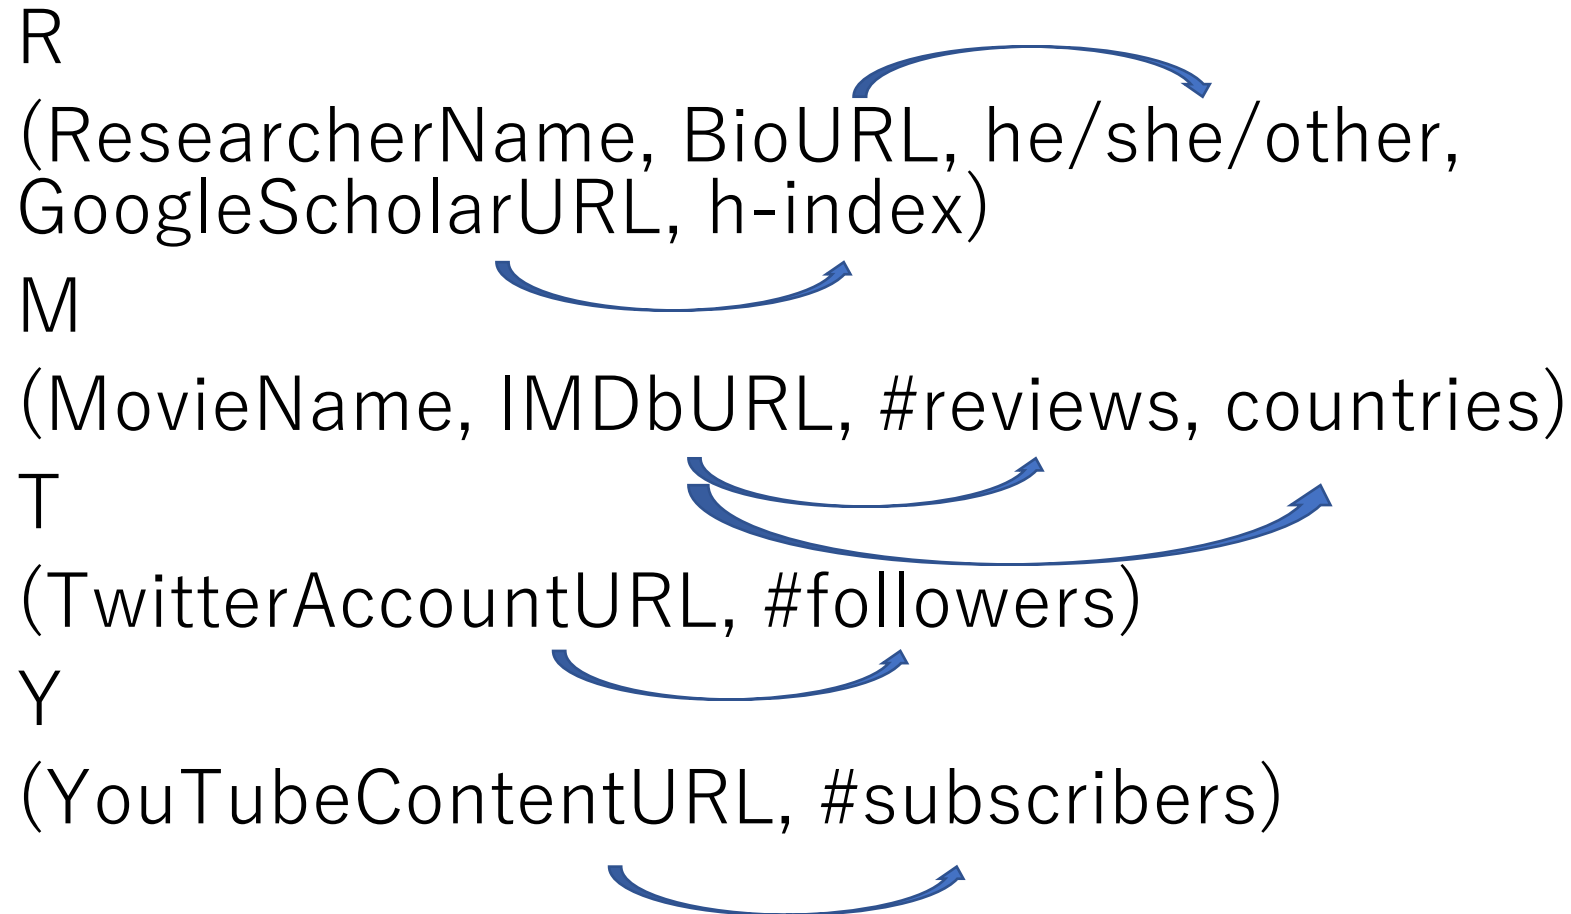 R
(ResearcherName, BioURL, he/she/other,
GoogleScholarURL, h-index)
M
(MovieName, IMDbURL, #reviews, countries)
T
(TwitterAccountURL, #followers)
Y
(YouTubeContentURL, #subscribers)